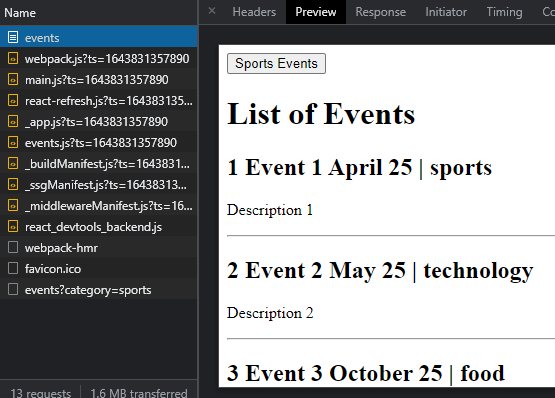 Name
events
webpack.js?ts=1643831357890
main.js?ts=1643831357890
react-refresh.js?ts=164383135...
_app.js?ts=1643831357890
events.js?ts=1643831357890
_buildManifest.js?ts=1643831...
_ssgManifest.js?ts=16438313...
_middlewareManifest.js?ts=16...
react_devtools_backend.js
webpack-hmr
favicon.ico
events?category=sports
13 requests 1.6 MB transferred
× Headers Preview Response Initiator Timing Co
Sports Events
List of Events
1 Event 1 April 25 | sports
Description 1
2 Event 2 May 25 | technology
Description 2
3 Event 3 October 25 | food